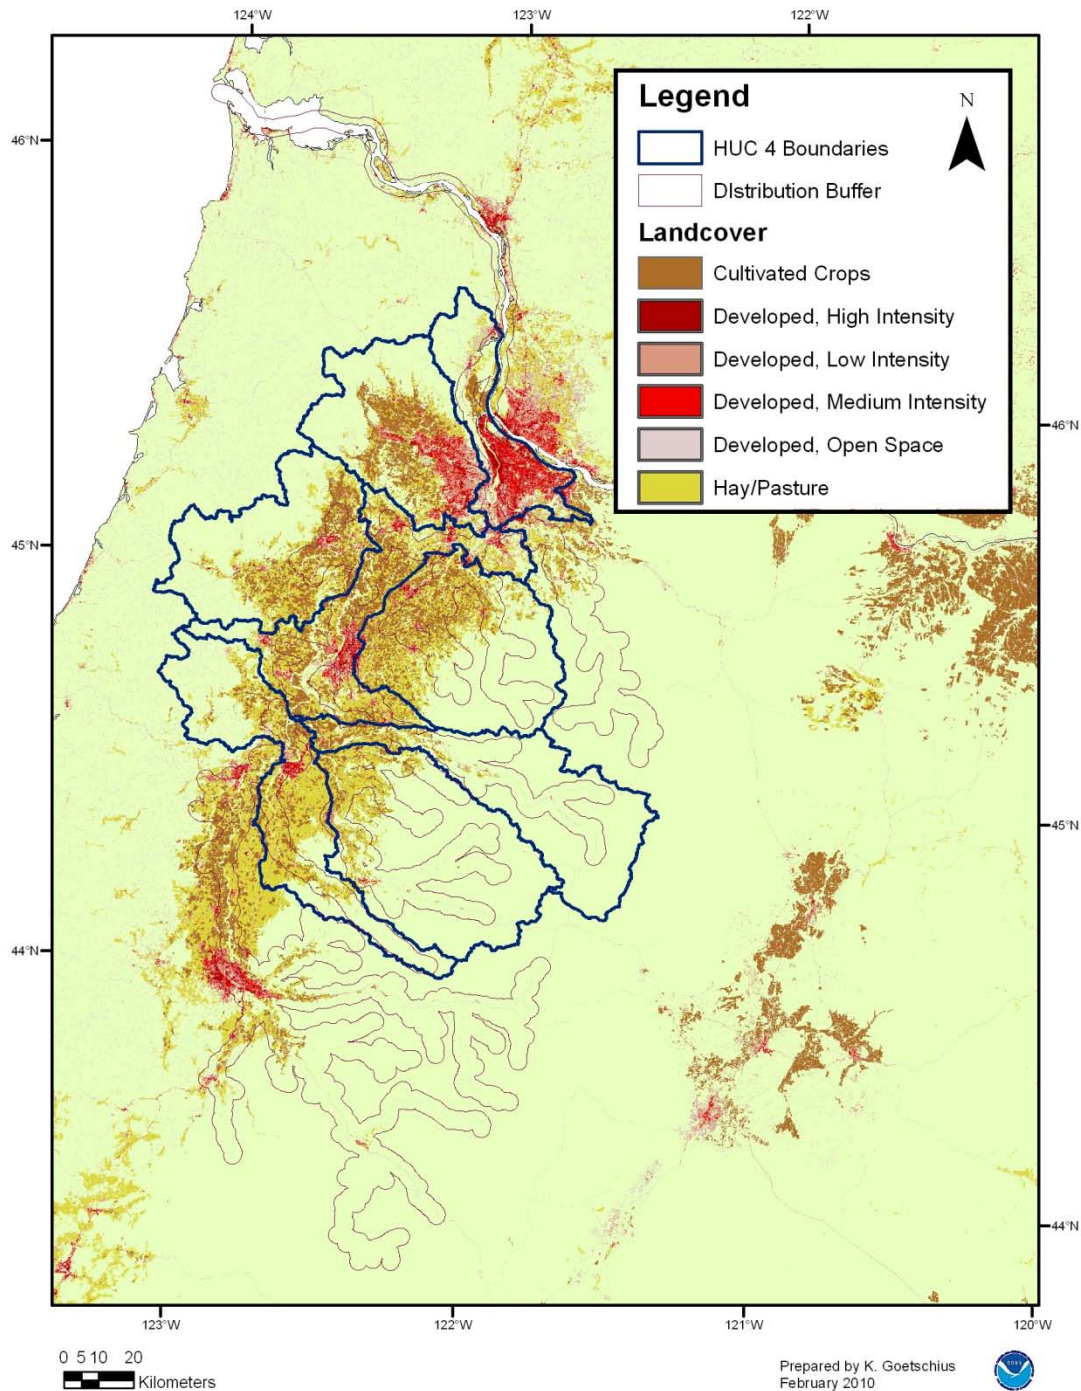 124°W 123°W 122°W
Legend
N
HUC 4 Boundaries
DIstribution Buffer
Landcover
Cultivated Crops
Developed, High Intensity
Developed, Low Intensity
Developed, Medium Intensity
Developed, Open Space
Hay/Pasture
46°N
46°N
45°N
45°N
44°N
44°N
123°W 122°W 121°W 120°W
0 5 10 20
Kilometers
Prepared by K. Goetschius
February 2010